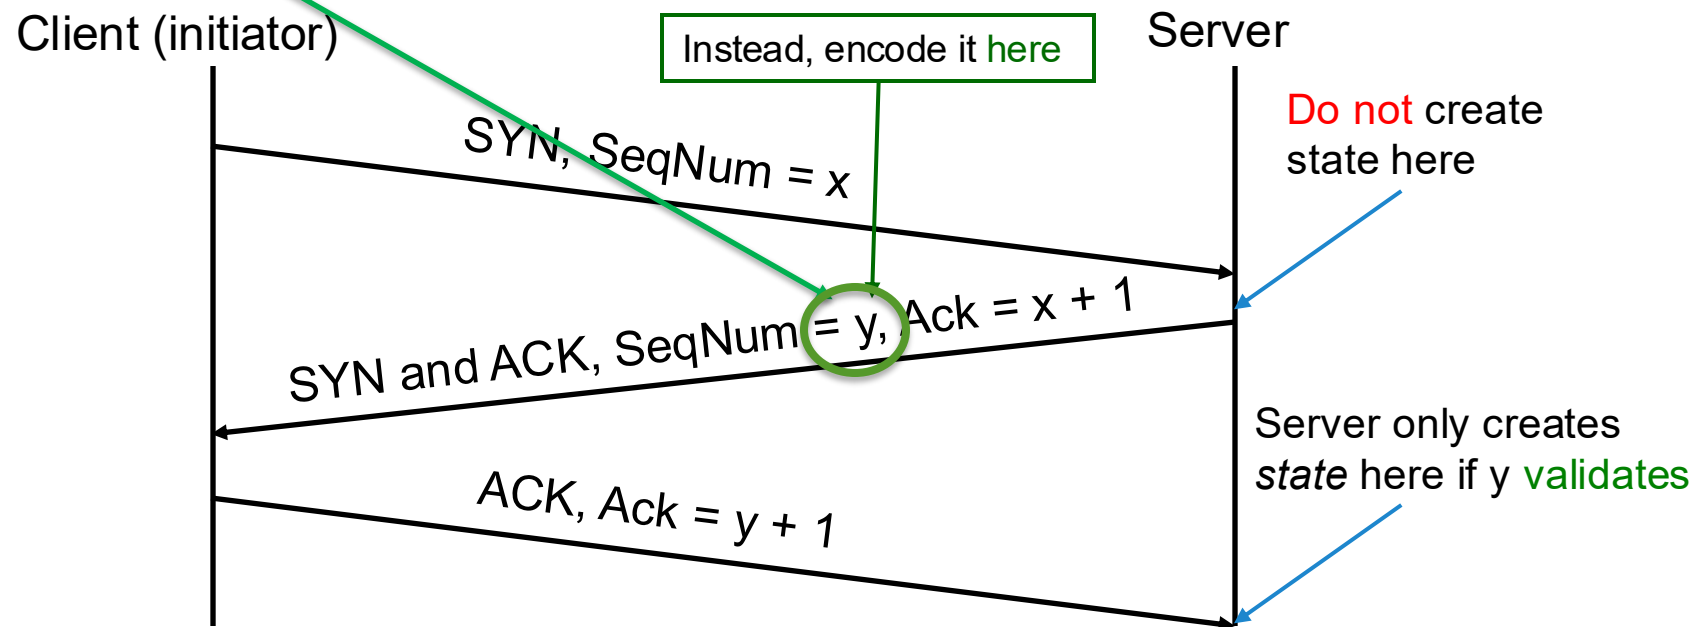 Client (initiator)
Instead, encode it here
Server
Do not create
state here
SYN, SeqNum = x
SYN and ACK, SeqNum = y, Ack = x + 1
Server only creates
state here if y validates
ACK, Ack = y + 1